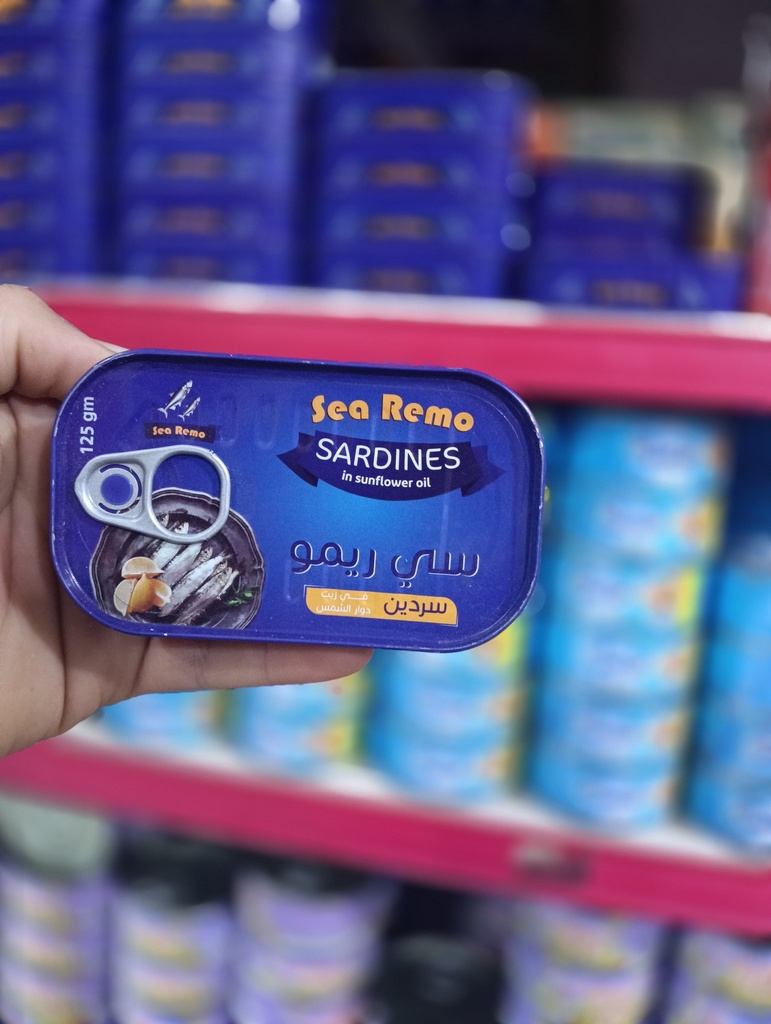 125 gm
Sea Remo
Sea Remo
SARDINES
in sunflower oil
سي ريمو
سردين
في زيت
دوار الشمس